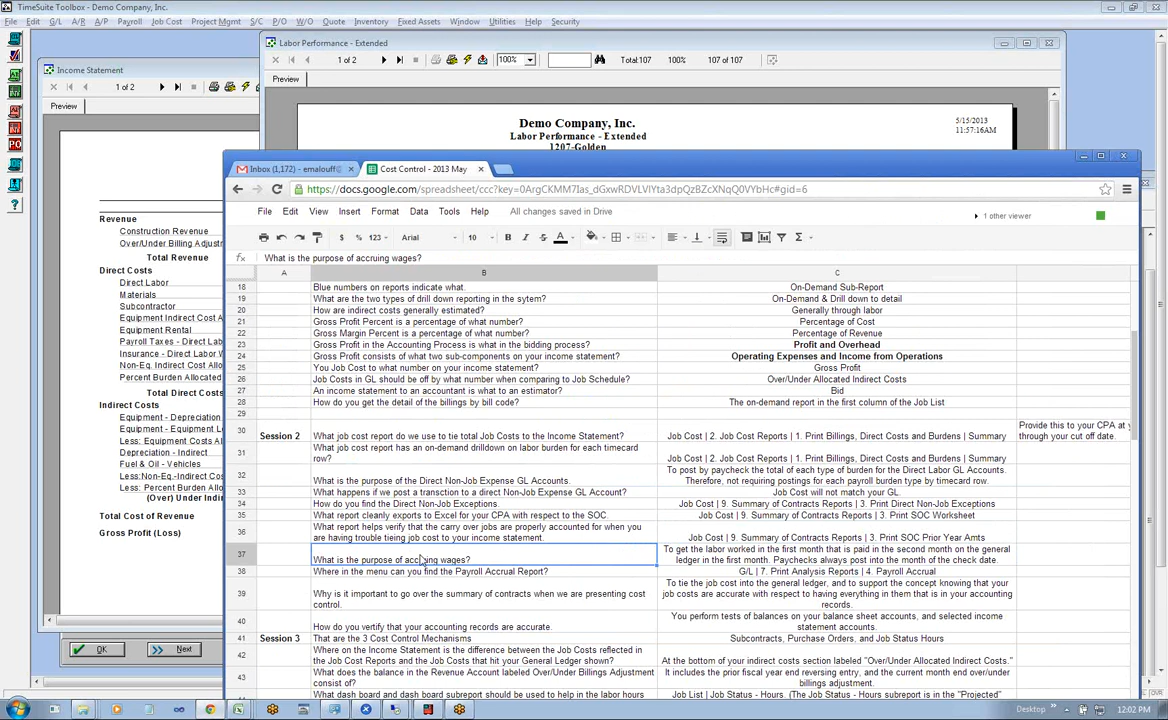 TimeSuite Toolbox - Demo Company, Inc.
File Edit G/L A/R A/P Payroll Job Cost Project Mgmt S/C P/O W/O Quote Inventory Fixed Assets Window Utilities Help Security
Labor Performance - Extended
1 of 2 100% Total:107 100% 107 of 107
Preview
Income Statement
1 of 2
Preview
Demo Company, Inc.
Labor Performance - Extended
1207-Golden
5/15/2013
11:57:16AM
Revenue
Construction Revenue
Over/Under Billing Adjustr
Total Revenue
Direct Costs
Direct Labor
Materials
Subcontractor
Equipment Indirect Cost A
Equipment Rental
Payroll Taxes - Direct Lab
Insurance - Direct Labor W
Non-Eq. Indirect Cost Allo
Percent Burden Allocated
Total Direct Costs
Indirect Costs
Equipment - Depreciation
Equipment - Equipment L
Less: Equipment Costs All
Depreciation - Indirect
Fuel & Oil - Vehicles
Less:Non-Eq.-Indirect Cos
Less: Percent Burden Allo
(Over) Under Indir
Total Cost of Revenue
Gross Profit (Loss)
OK Next
PO
Inbox (1,172) - emalouff@
Cost Control - 2013 May
https://docs.google.com/spreadsheet/ccc?key=0ArgCKMM7Ias_dGxwRDVLVlYta3dpQzBZcXNqQ0VYbHc#gid=6
File Edit View Insert Format Data Tools Help All changes saved in Drive
1 other viewer
$ % 123 Arial 10 B I S A
fx What is the purpose of accruing wages?
A B C
18 Blue numbers on reports indicate what. On-Demand Sub-Report
19 What are the two types of drill down reporting in the sytem? On-Demand & Drill down to detail
20 How are indirect costs generally estimated? Generally through labor
21 Gross Profit Percent is a percentage of what number? Percentage of Cost
22 Gross Margin Percent is a percentage of what number? Percentage of Revenue
23 Gross Profit in the Accounting Process is what in the bidding process? Profit and Overhead
24 Gross Profit consists of what two sub-components on your income statement? Operating Expenses and Income from Operations
25 You Job Cost to what number on your income statement? Gross Profit
26 Job Costs in GL should be off by what number when comparing to Job Schedule? Over/Under Allocated Indirect Costs
27 An income statement to an accountant is what to an estimator? Bid
28 How do you get the detail of the billings by bill code? The on-demand report in the first column of the Job List
29
Provide this to your CPA at y
30 Session 2 What job cost report do we use to tie total Job Costs to the Income Statement? Job Cost | 2. Job Cost Reports | 1. Print Billings, Direct Costs and Burdens | Summary through your cut off date.
What job cost report has an on-demand drilldown on labor burden for each timecard
31 row? Job Cost | 2. Job Cost Reports | 1. Print Billings, Direct Costs and Burdens | Summary
To post by paycheck the total of each type of burden for the Direct Labor GL Accounts.
32 What is the purpose of the Direct Non-Job Expense GL Accounts. Therefore, not requiring postings for each payroll burden type by timecard row.
33 What happens if we post a transction to a direct Non-Job Expense GL Account? Job Cost will not match your GL.
34 How do you find the Direct Non-Job Exceptions. Job Cost | 9. Summary of Contracts Reports | 3. Print Direct Non-Job Exceptions
35 What report cleanly exports to Excel for your CPA with respect to the SOC. Job Cost | 9. Summary of Contracts Reports | 3. Print SOC Worksheet
What report helps verify that the carry over jobs are properly accounted for when you
36 are having trouble tieing job cost to your income statement. Job Cost | 9. Summary of Contracts Reports | 3. Print SOC Prior Year Amts
To get the labor worked in the first month that is paid in the second month on the general
37 What is the purpose of accruing wages? ledger in the first month. Paychecks always post into the month of the check date.
38 Where in the menu can you find the Payroll Accrual Report? G/L | 7. Print Analysis Reports | 4. Payroll Accrual
To tie the job cost into the general ledger, and to support the concept knowing that your
39 Why is it important to go over the summary of contracts when we are presenting cost job costs are accurate with respect to having everything in them that is in your accounting
control. records.
You perform tests of balances on your balance sheet accounts, and selected income
40 How do you verify that your accounting records are accurate. statement accounts.
41 Session 3 That are the 3 Cost Control Mechanisms Subcontracts, Purchase Orders, and Job Status Hours
Where on the Income Statement is the difference between the Job Costs reflected in
42 the Job Cost Reports and the Job Costs that hit your General Ledger shown? At the bottom of your indirect costs section labeled "Over/Under Allocated Indirect Costs."
What does the balance in the Revenue Account labeled Over/Under Billings Adjustment It includes the prior fiscal year end reversing entry, and the current month end over/under
43 consist of? billings adjustment.
What dash board and dash board subreport should be used to help in the labor hours Job List | Job Status - Hours. (The Job Status - Hours subreport is in the "Projected"
Desktop 12:02 PM